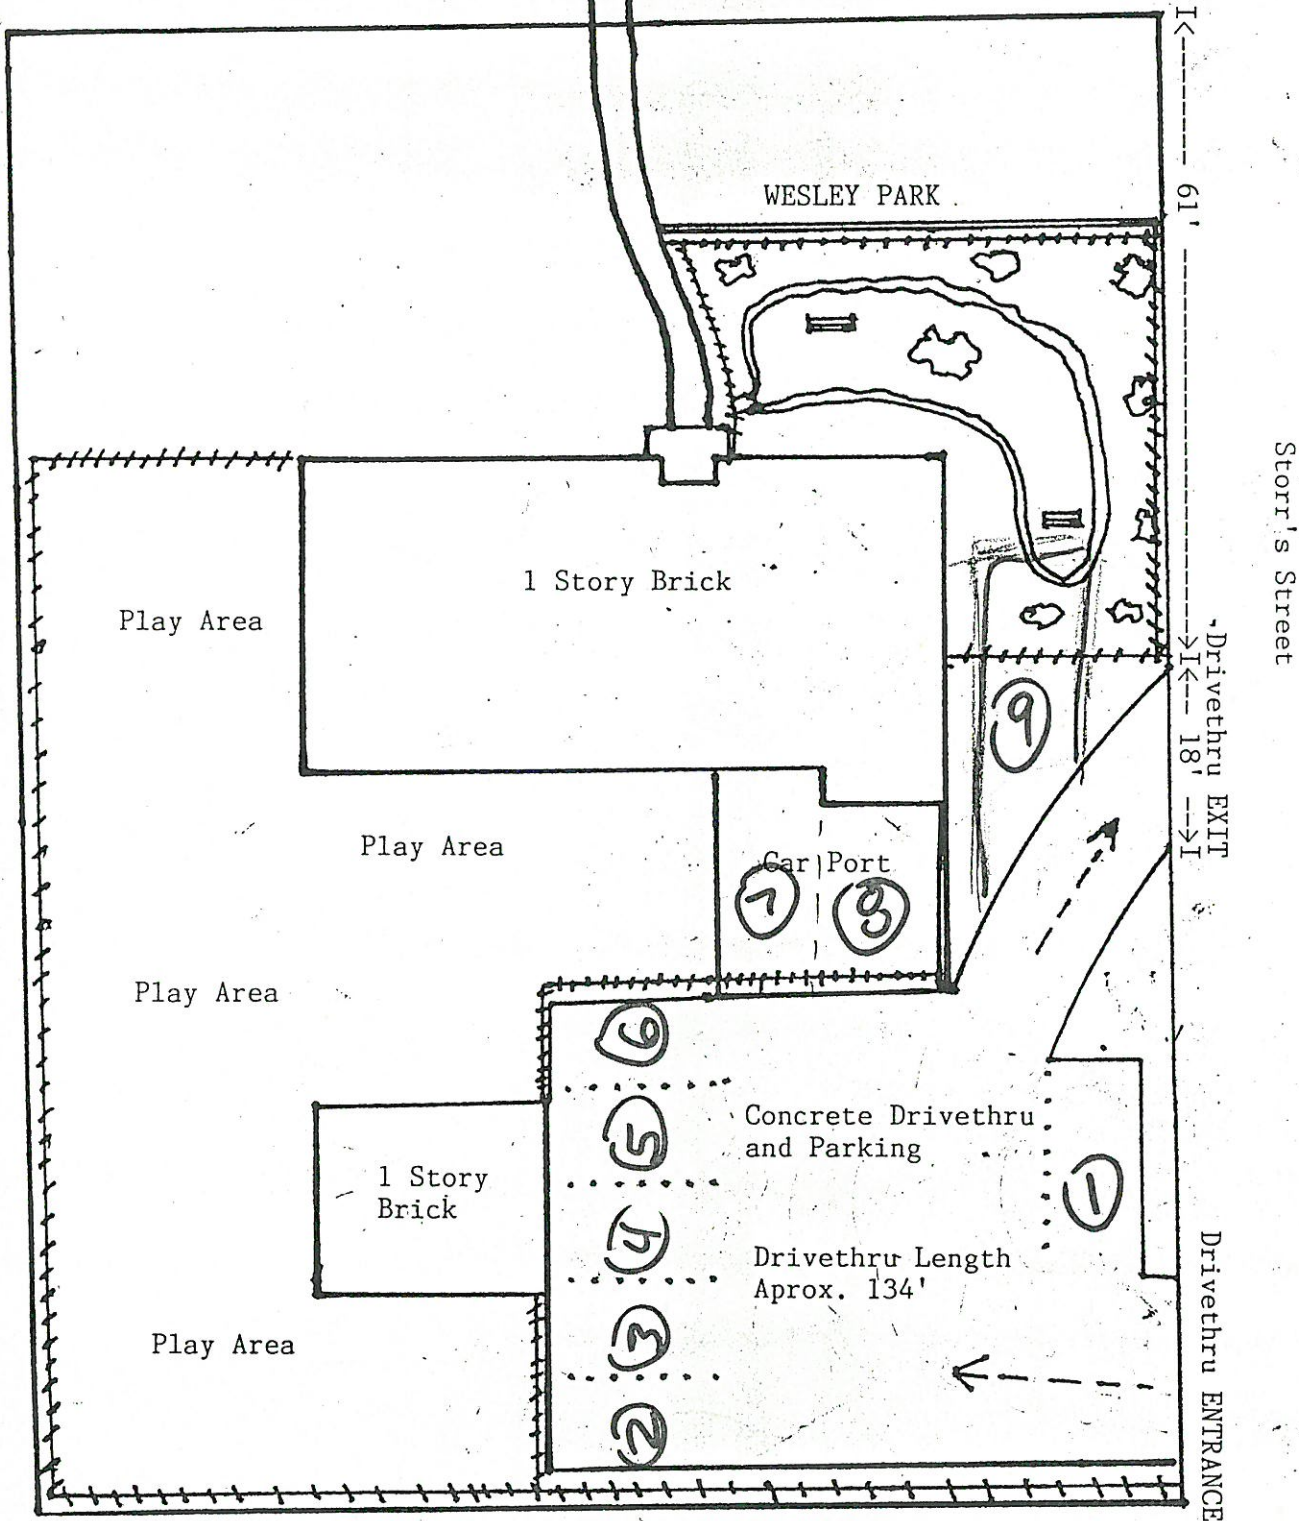 I<-------- 61' ------------------------>I<--- 18' -->I
WESLEY PARK
Storr's Street
1 Story Brick
Play Area
Drivethru EXIT
9
Play Area
Car Port
7
8
Play Area
6
Concrete Drivethru
and Parking
5
1
1 Story
Brick
4
Drivethru Length
Aprox. 134'
Drivethru ENTRANCE
3
Play Area
2